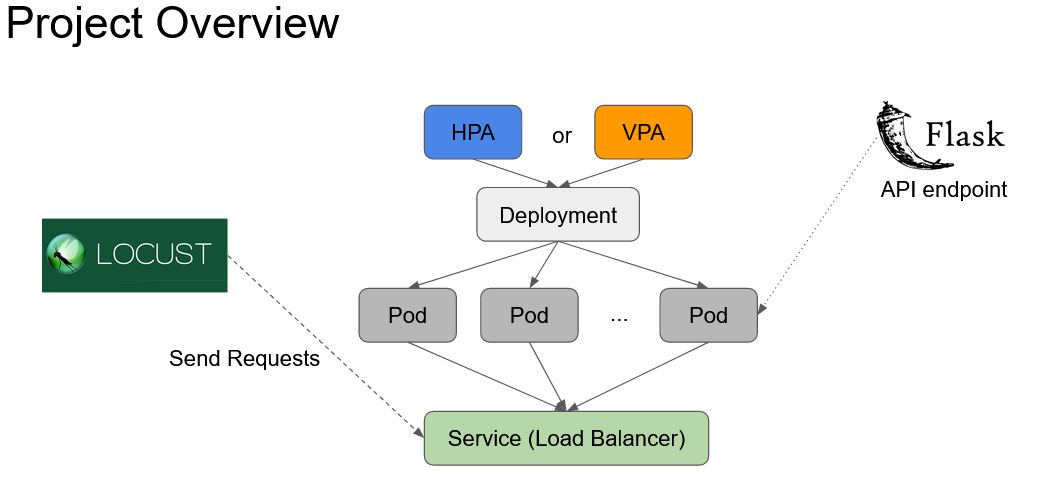 Project Overview
HPA
or
VPA
Flask
API endpoint
Deployment
LOCUST
Pod
Pod
...
Pod
Send Requests
Service (Load Balancer)